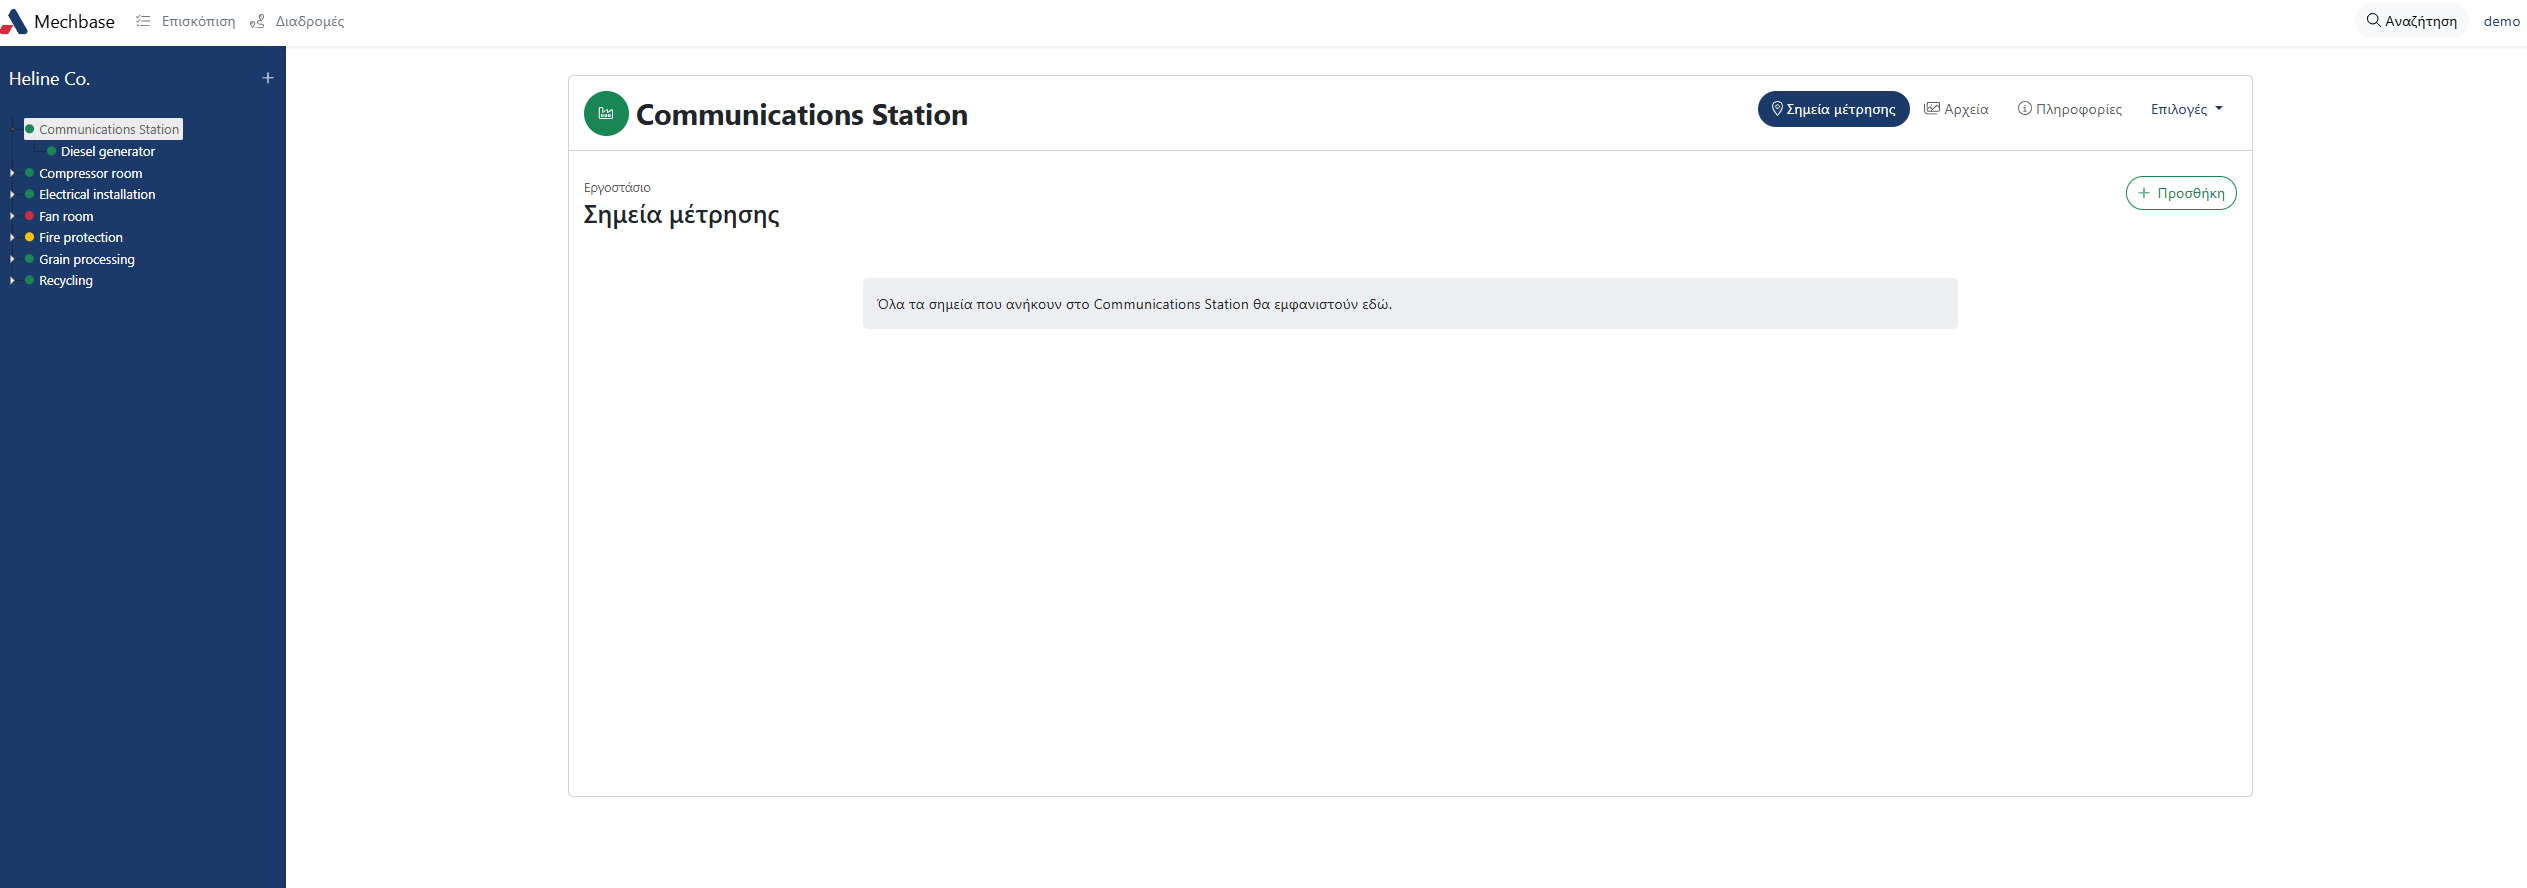 Mechbase
Επισκόπιση
Διαδρομές
Αναζήτηση
demo
Heline Co.
Communications Station
Diesel generator
Compressor room
Electrical installation
Fan room
Fire protection
Grain processing
Recycling
Communications Station
Σημεία μέτρησης
Αρχεία
Πληροφορίες
Επιλογές
Εργοστάσιο
Σημεία μέτρησης
Προσθήκη
Όλα τα σημεία που ανήκουν στο Communications Station θα εμφανιστούν εδώ.